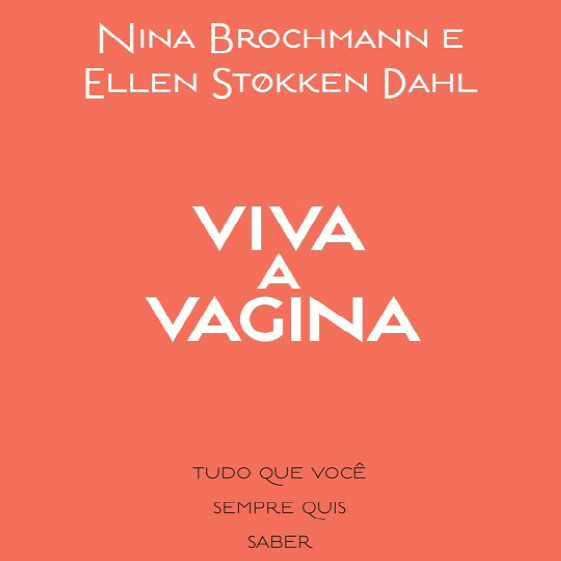 Nina Brochmann e
Ellen Støkken Dahl
VIVA
A
VAGINA
TUDO QUE VOCÊ
SEMPRE QUIS
SABER